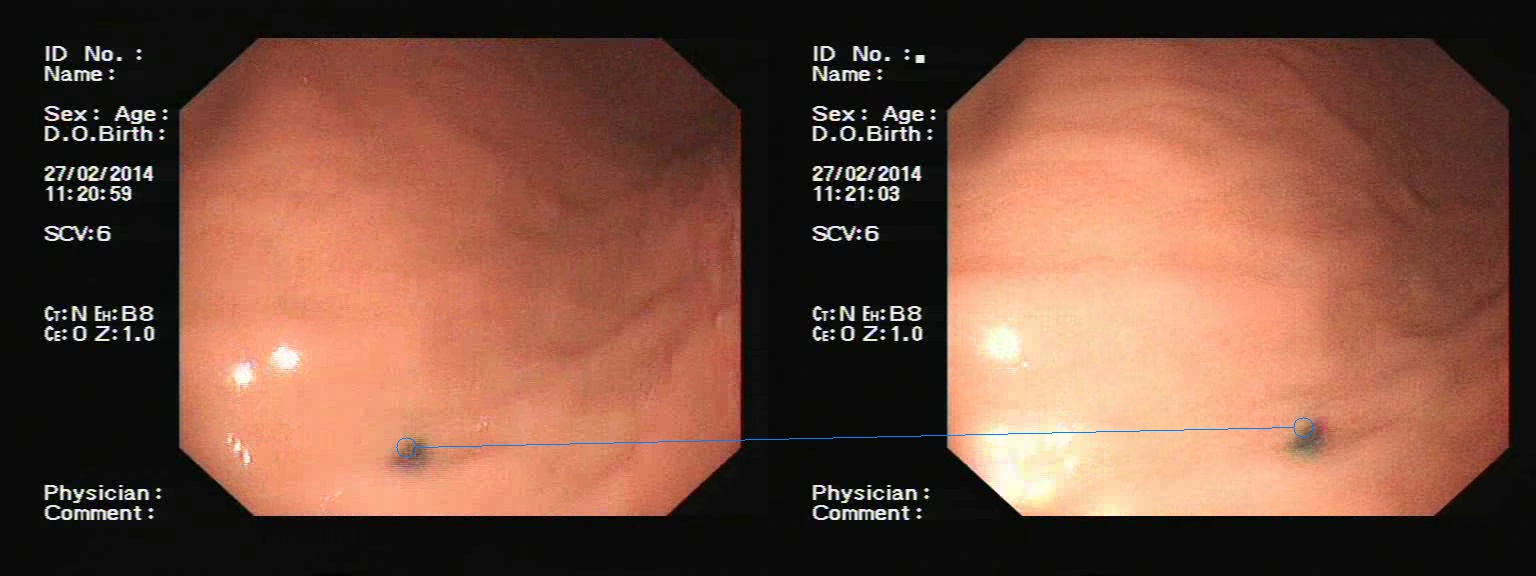 ID No. :
Name:
Sex: Age:
D.O.Birth:
27/02/2014
11:20:59
SCV:6
CT:N EH:B8
CE:0 Z:1.0
Physician:
Comment:
ID No. :
Name:
Sex: Age:
D.O.Birth:
27/02/2014
11:21:03
SCV:6
CT:N EH:B8
CE:0 Z:1.0
Physician:
Comment: